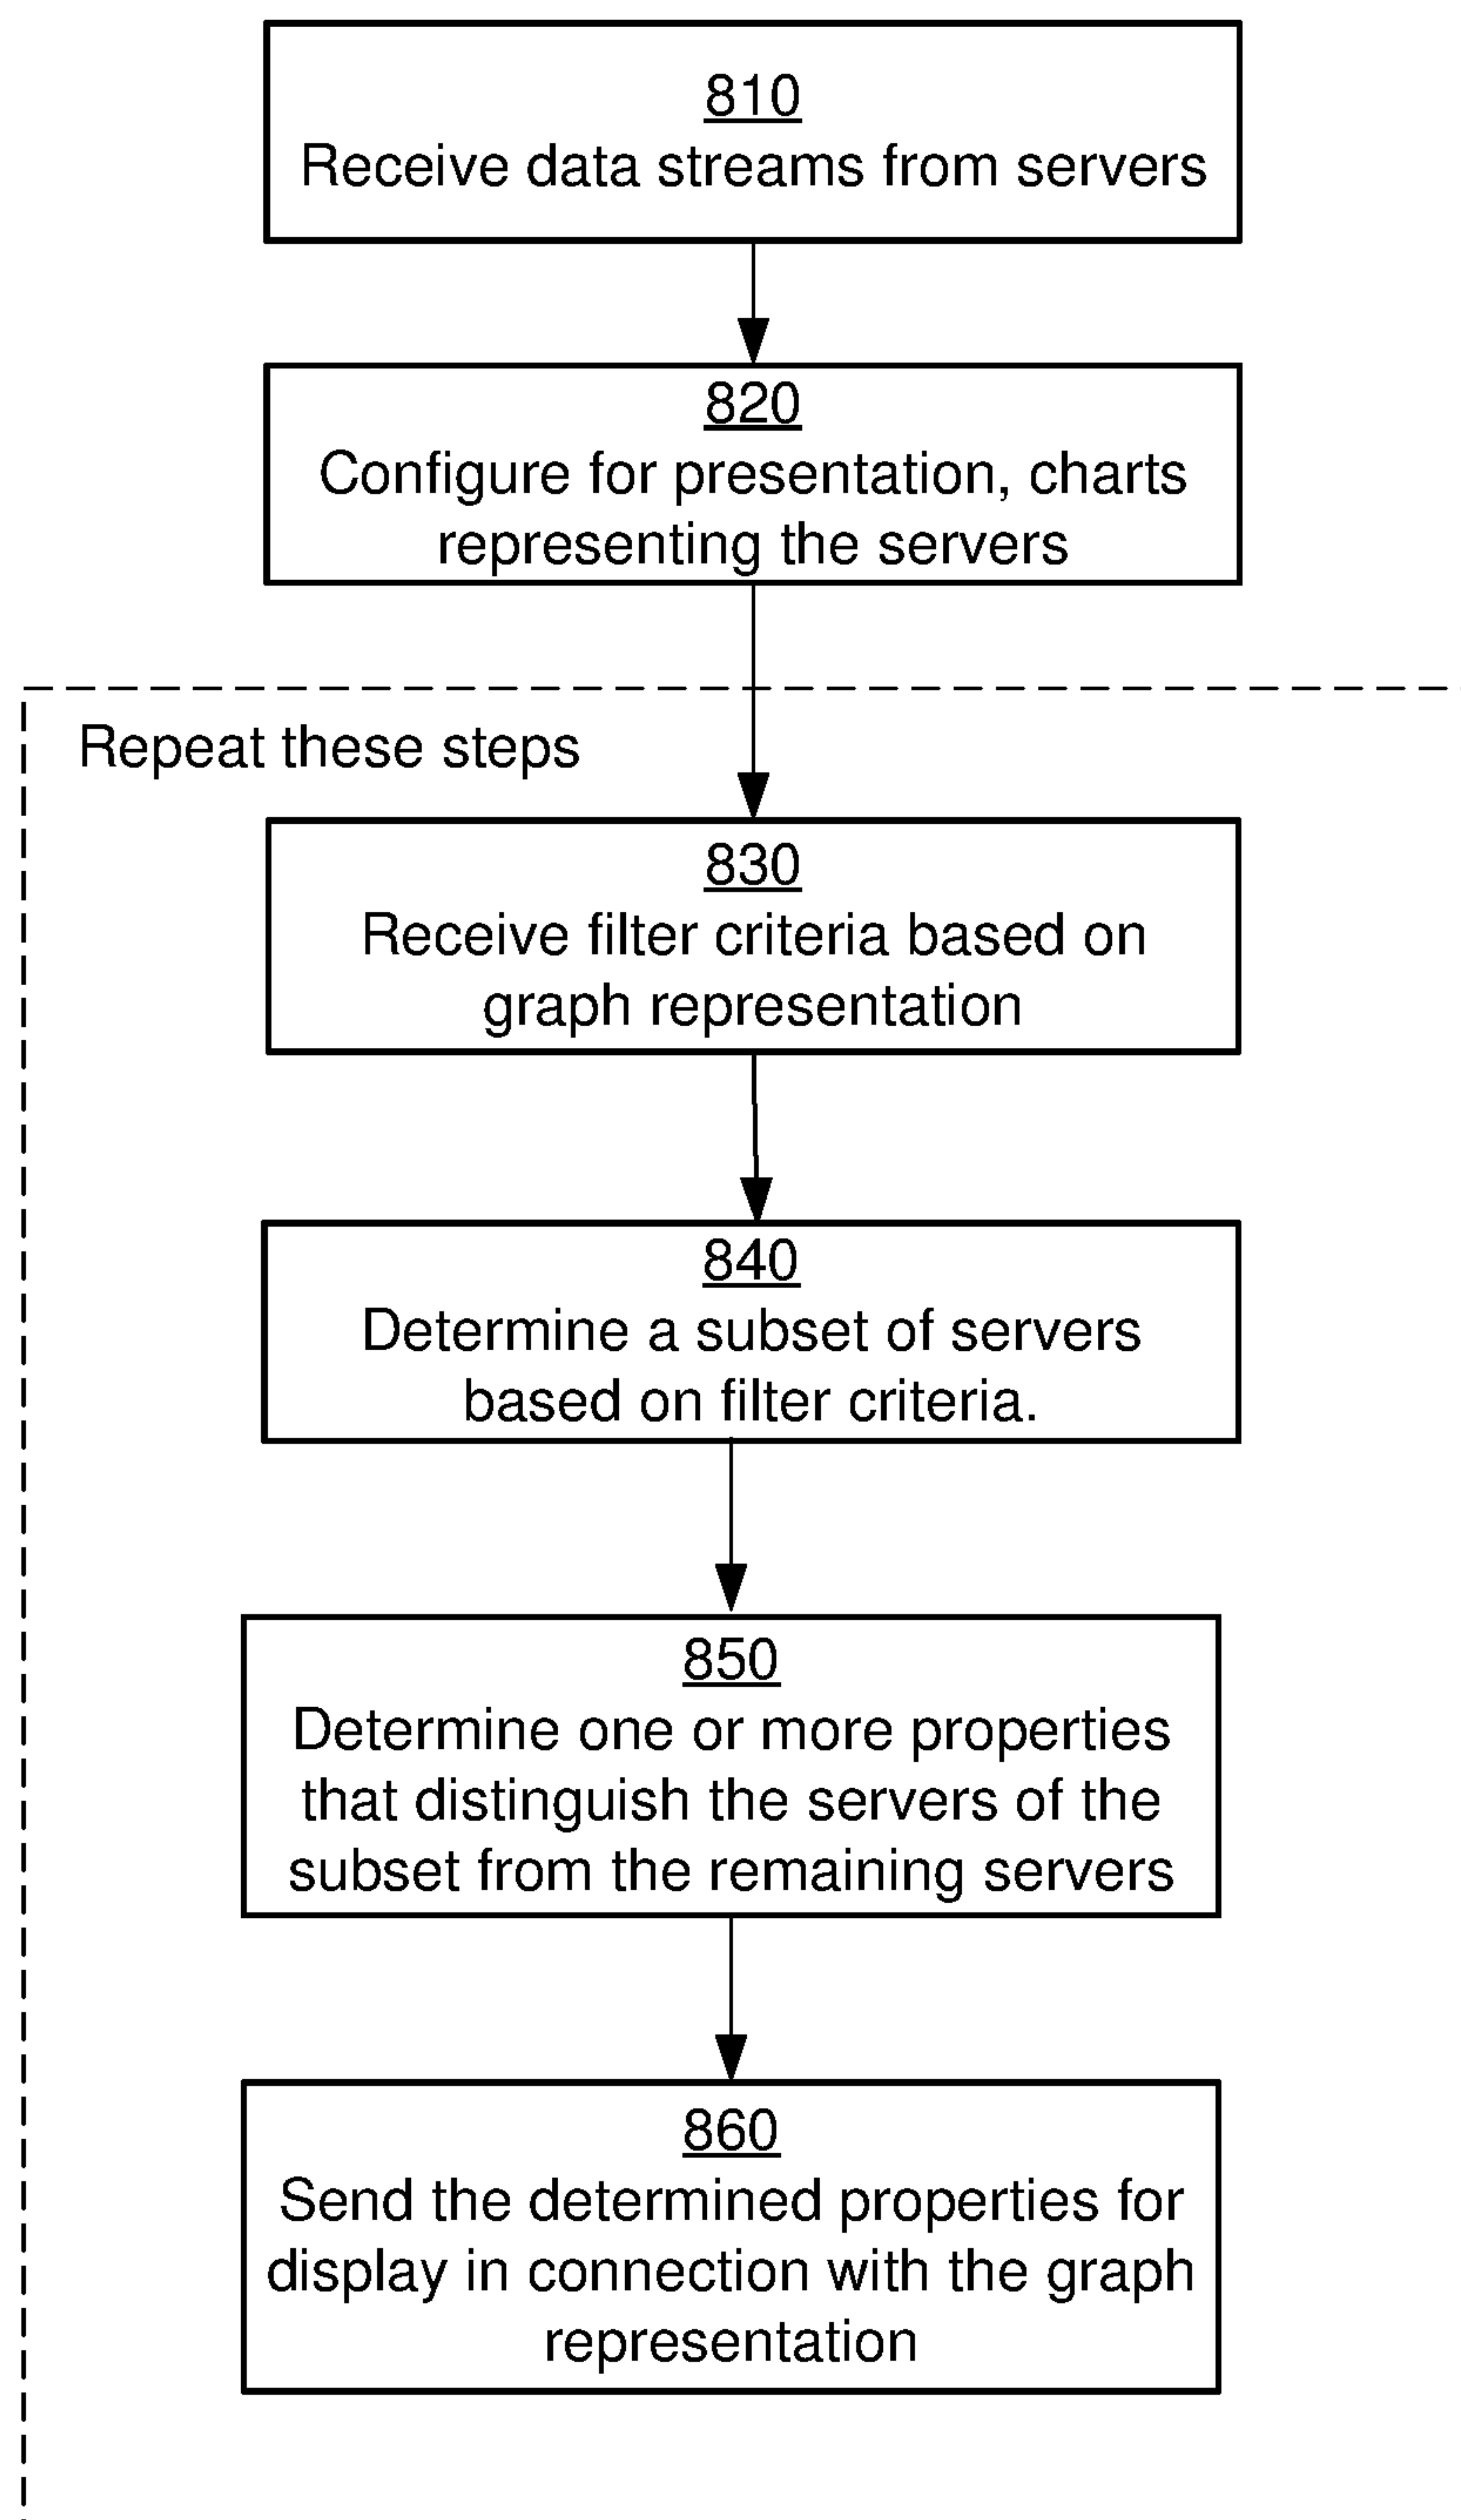 810
Receive data streams from servers
820
Configure for presentation, charts
representing the servers
Repeat these steps
830
Receive filter criteria based on
graph representation
840
Determine a subset of servers
based on filter criteria.
850
Determine one or more properties
that distinguish the servers of the
subset from the remaining servers
860
Send the determined properties for
display in connection with the graph
representation